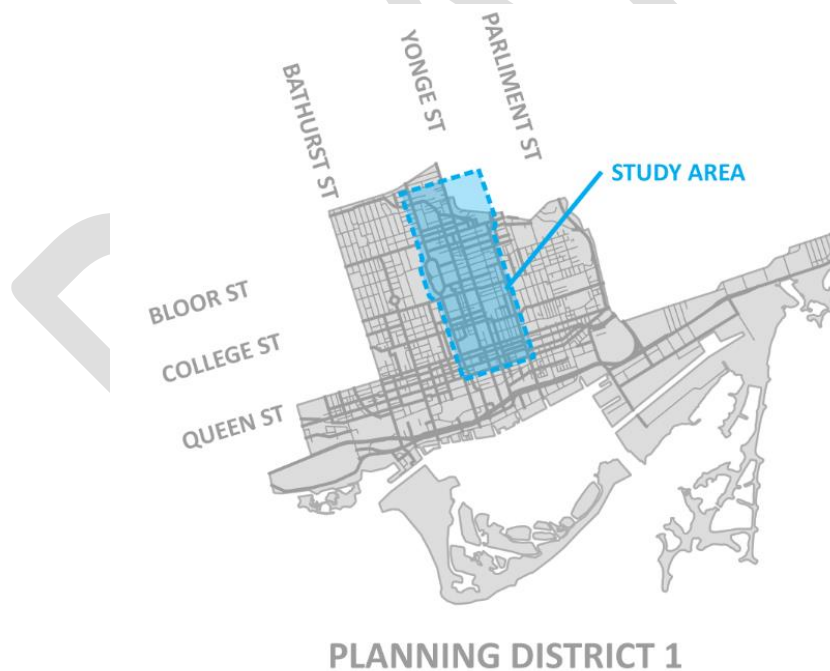 PARLIMENT ST
YONGE ST
BATHURST ST
STUDY AREA
BLOOR ST
COLLEGE ST
QUEEN ST
PLANNING DISTRICT 1